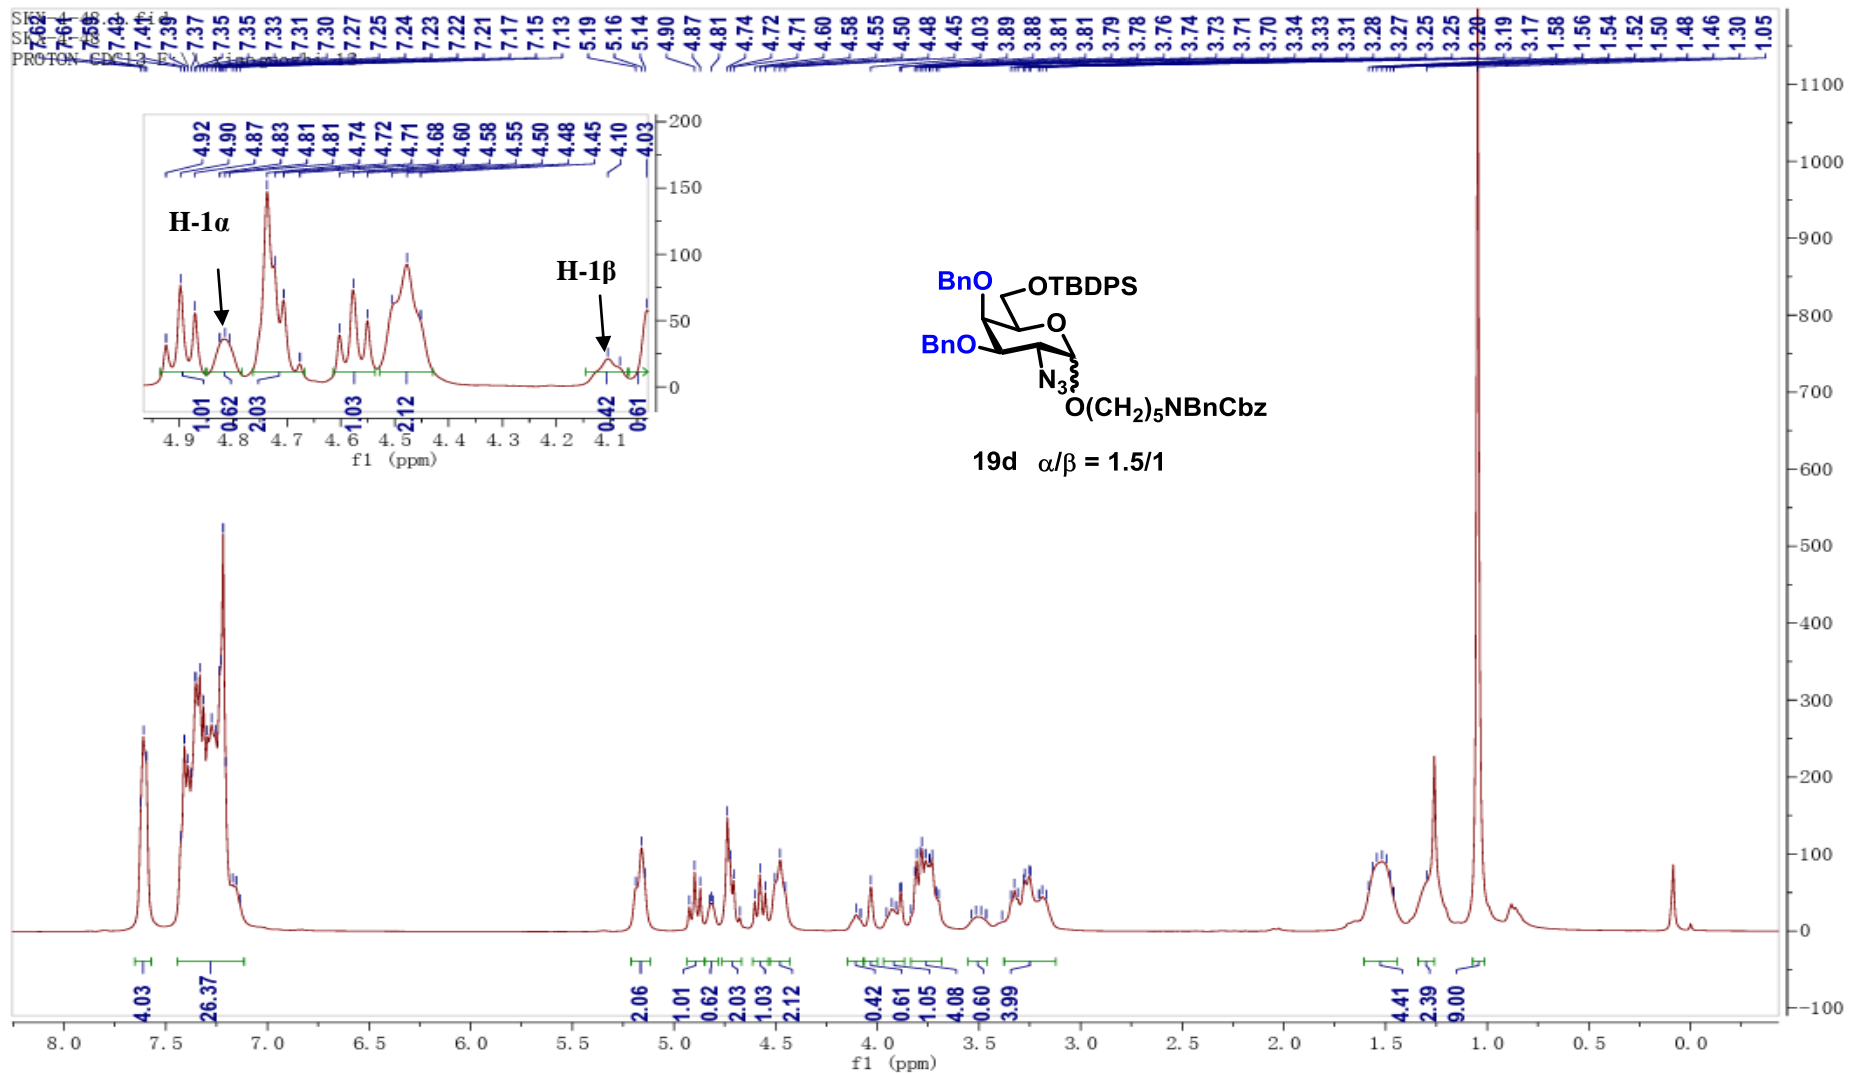 SKX-4-48.1.fid
SKX-4-48
7.62 7.61 7.59 7.43 7.41 7.39 7.37 7.35 7.35 7.33 7.31 7.30 7.27 7.25 7.24 7.23 7.22 7.21 7.17 7.15 7.13 5.19 5.16 5.14 4.90 4.87 4.81 4.74 4.72 4.71 4.60 4.58 4.55 4.50 4.48 4.45 4.03 3.89 3.88 3.81 3.81 3.79 3.78 3.76 3.74 3.73 3.71 3.70 3.34 3.33 3.31 3.28 3.27 3.25 3.25 3.20 3.19 3.17 1.58 1.56 1.54 1.52 1.50 1.48 1.46 1.30 1.05
PROTON CDCl3
4.92 4.90 4.87 4.83 4.81 4.81 4.74 4.72 4.71 4.68 4.60 4.58 4.55 4.50 4.48 4.45 4.10 4.03
200
150
100
50
0
H-1α
H-1β
1.01 0.62 2.03 1.03 2.12 0.42 0.61
4.9 4.8 4.7 4.6 4.5 4.4 4.3 4.2 4.1
f1 (ppm)
BnO
OTBDPS
O
BnO
N3
O(CH2)5NBnCbz
19d α/β = 1.5/1
1100
1000
900
800
700
600
500
400
300
200
100
0
-100
4.03 26.37 2.06 1.01 0.62 2.03 1.03 2.12 0.42 0.61 1.05 4.08 0.60 3.99 4.41 2.39 9.00
8.0 7.5 7.0 6.5 6.0 5.5 5.0 4.5 4.0 3.5 3.0 2.5 2.0 1.5 1.0 0.5 0.0
f1 (ppm)